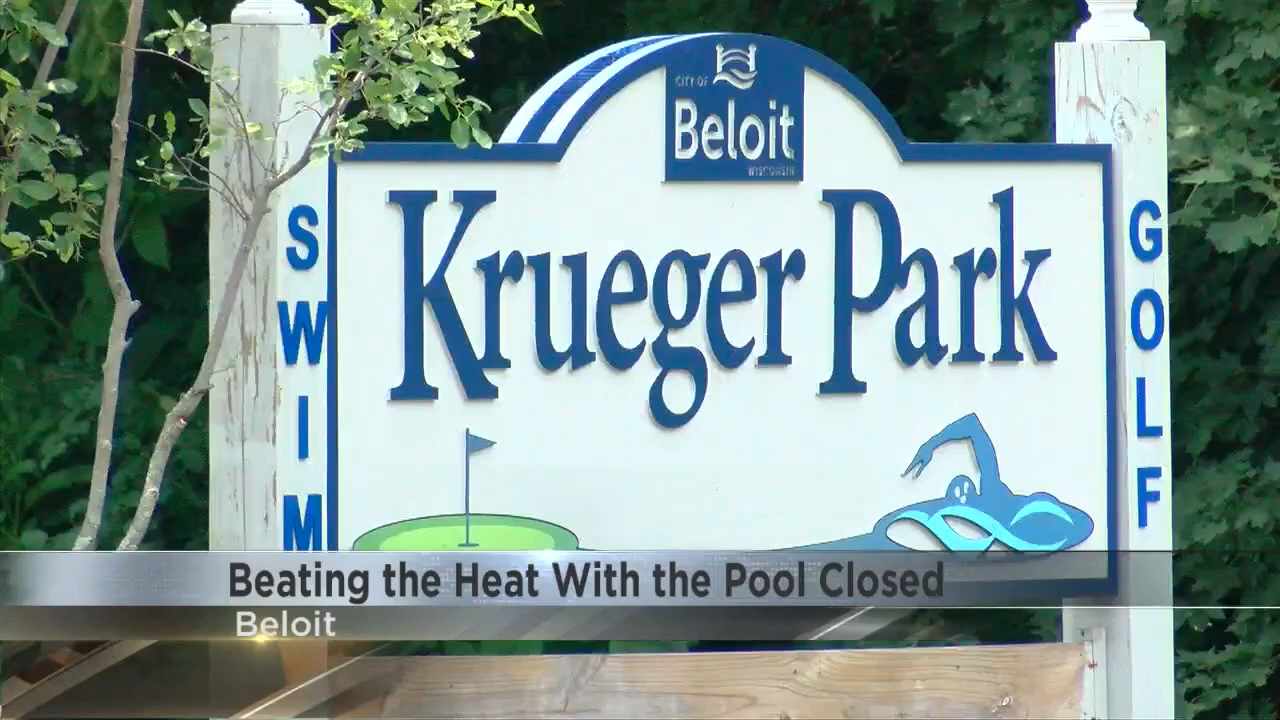 CITY OF
Beloit
WISCONSIN
Krueger Park
SWIM
GOLF
Beating the Heat With the Pool Closed
Beloit